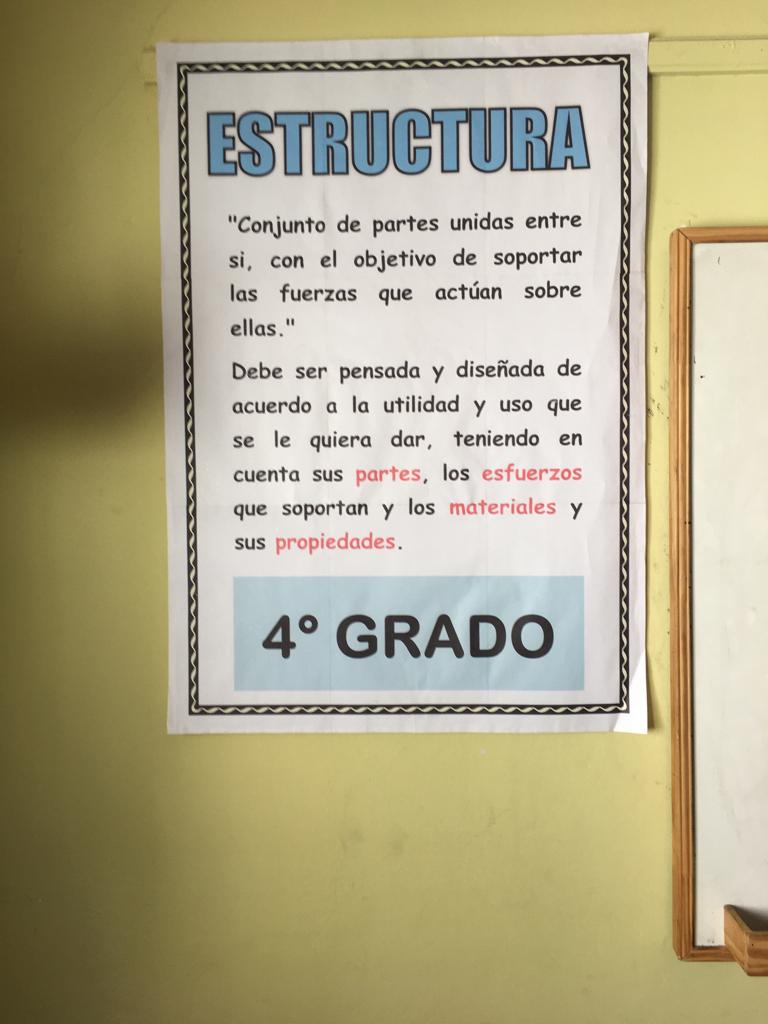 ESTRUCTURA
"Conjunto de partes unidas entre
si, con el objetivo de soportar
las fuerzas que actúan sobre
ellas."
Debe ser pensada y diseñada de
acuerdo a la utilidad y uso que
se le quiera dar, teniendo en
cuenta sus partes, los esfuerzos
que soportan y los materiales y
sus propiedades.
4° GRADO